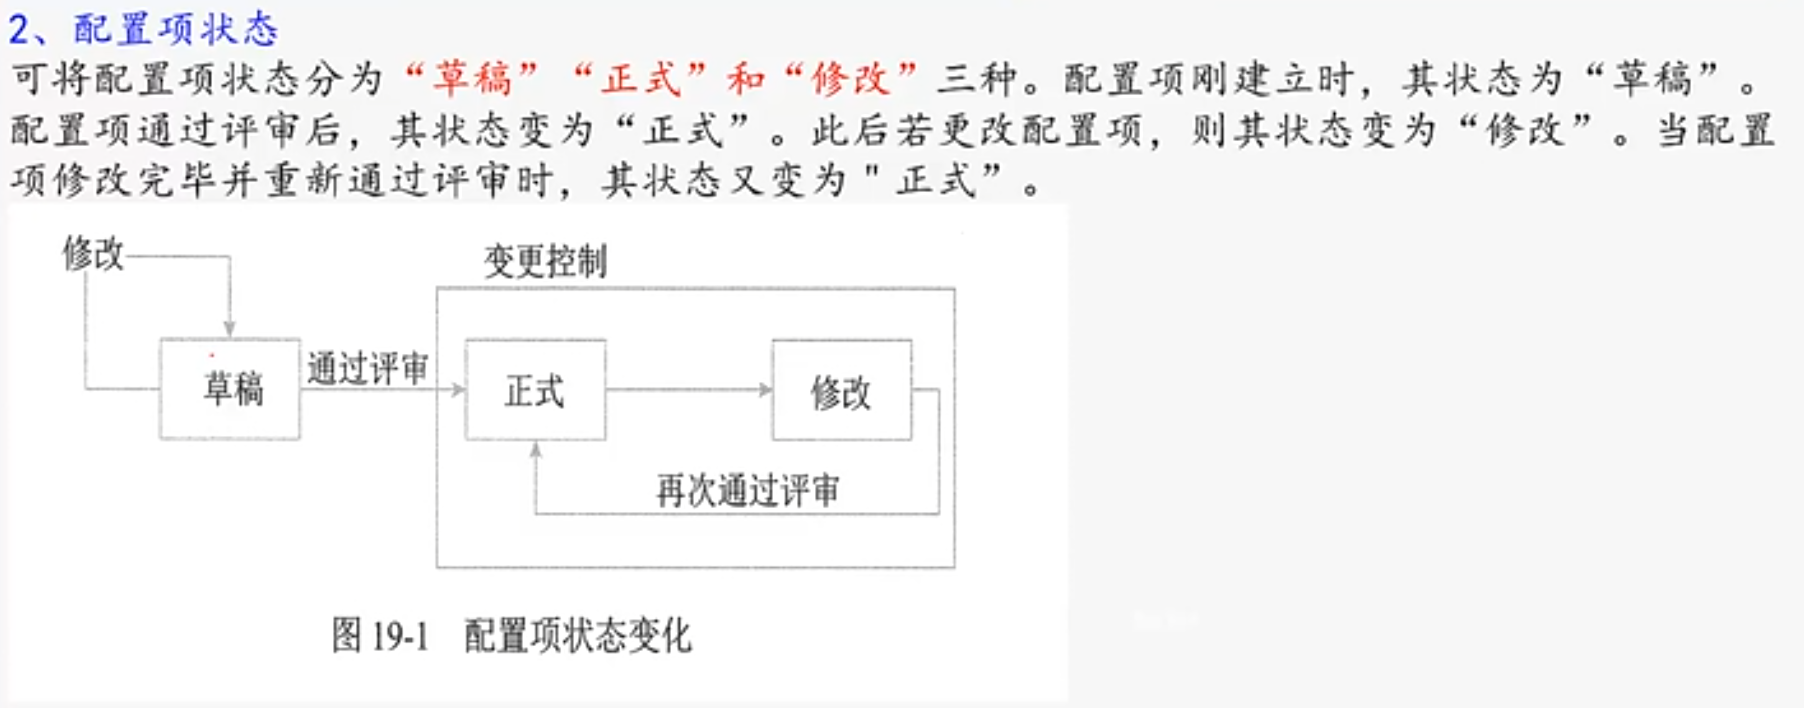 2、配置项状态
可将配置项状态分为“草稿”“正式”和“修改”三种。配置项刚建立时，其状态为“草稿”。
配置项通过评审后，其状态变为“正式”。此后若更改配置项，则其状态变为“修改”。当配置
项修改完毕并重新通过评审时，其状态又变为"正式”。
修改
变更控制
草稿
通过评审
正式
修改
再次通过评审
图 19-1 配置项状态变化